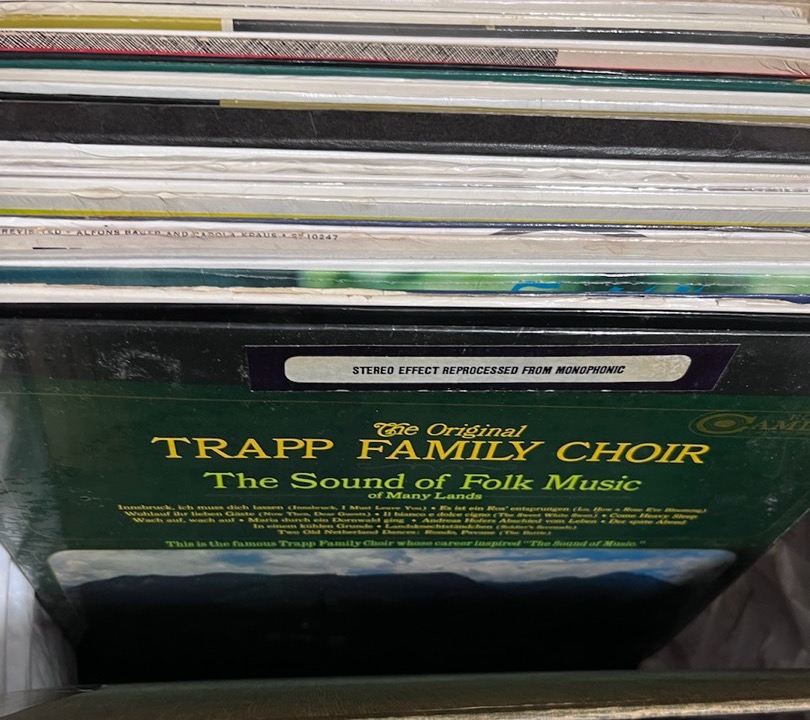 ALFONS BAUER AND CAROLA KRAUS • 10247
STEREO EFFECT REPROCESSED FROM MONOPHONIC
The Original
TRAPP FAMILY CHOIR
The Sound of Folk Music
of Many Lands
Innsbruck, ich muss dich lassen (Innsbruck, I Must Leave You) • Es ist ein Ros' entsprungen (Lo, How a Rose E'er Blooming)
Wohlauf ihr lieben Gäste (Now Then, Dear Guests) • Il bianco e dolce cigno (The Sweet White Swan) • Come Heavy Sleep
Wach auf, wach auf • Maria durch ein Dornwald ging • Andreas Hofers Abschied vom Leben • Der späte Abend
In einem kühlen Grunde • Landsknechtständchen (Soldier's Serenade)
Two Old Netherland Dances: Rondo, Pavane (The Battle)
This is the famous Trapp Family Choir whose career inspired "The Sound of Music."